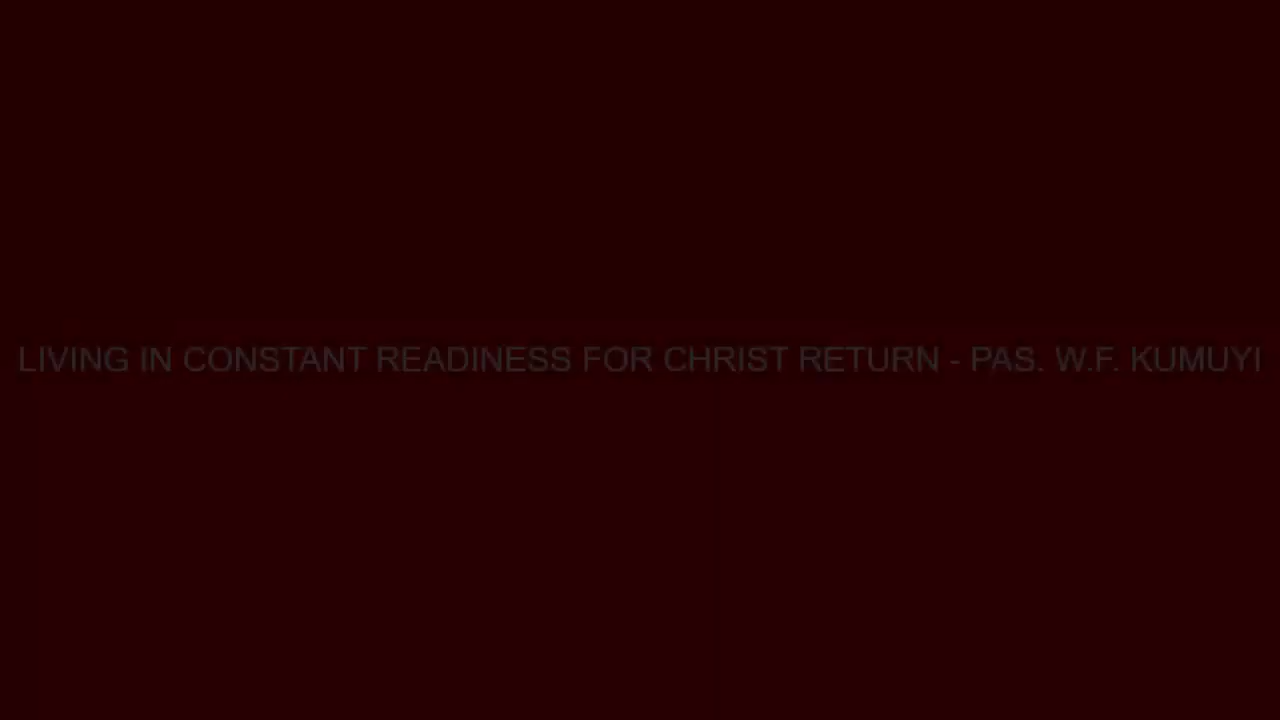 LIVING IN CONSTANT READINESS FOR CHRIST RETURN - PAS. W.F. KUMUYI